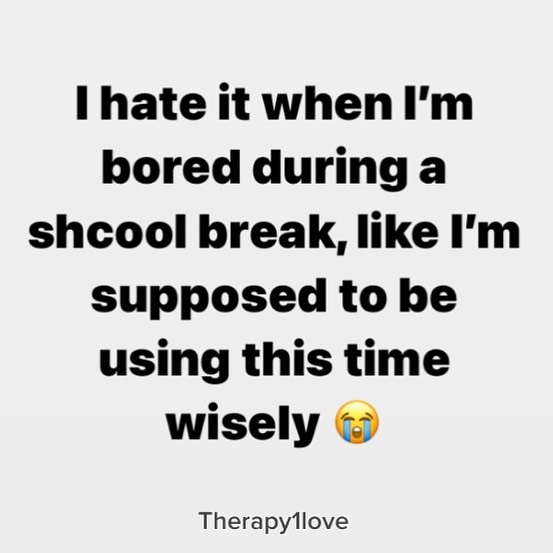 I hate it when I’m
bored during a
shcool break, like I’m
supposed to be
using this time
wisely 😭
Therapy1love